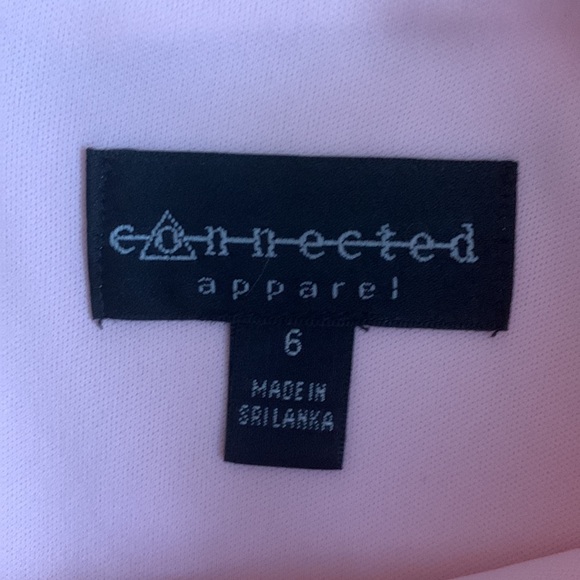 connected
apparel
6
MADE IN
SRI LANKA